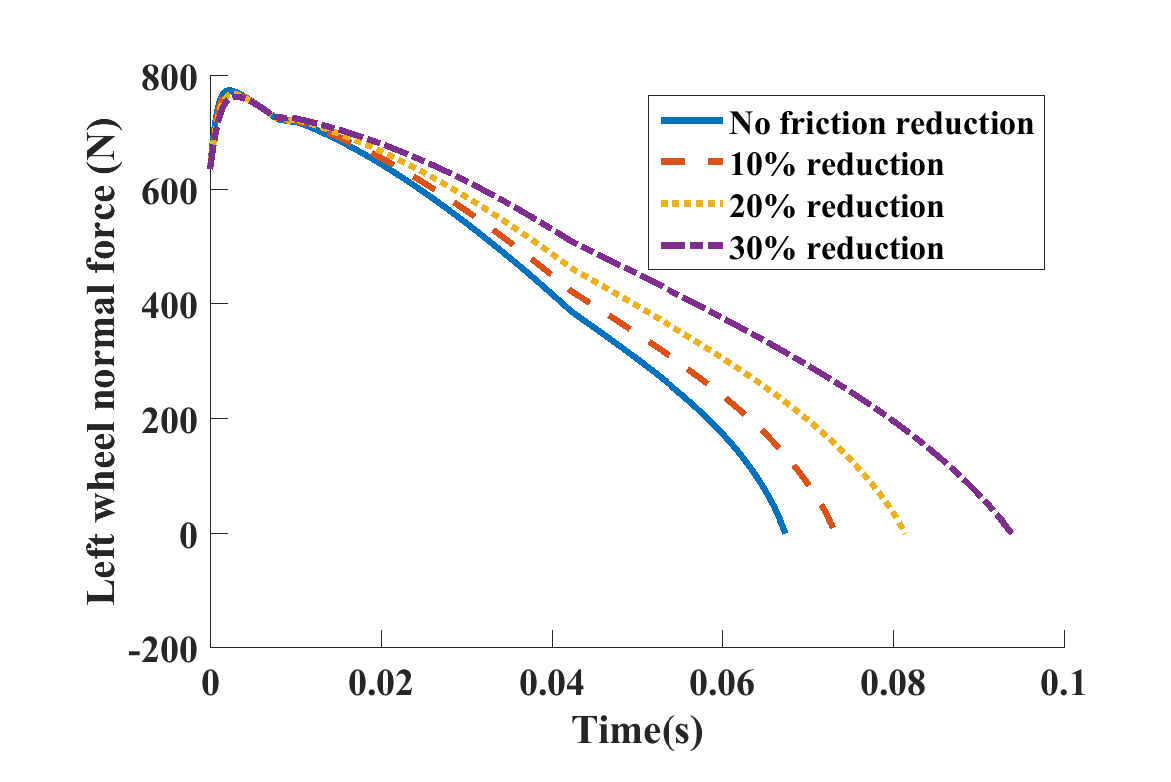 800
600
400
200
0
-200
Left wheel normal force (N)
No friction reduction
10% reduction
20% reduction
30% reduction
0 0.02 0.04 0.06 0.08 0.1
Time(s)